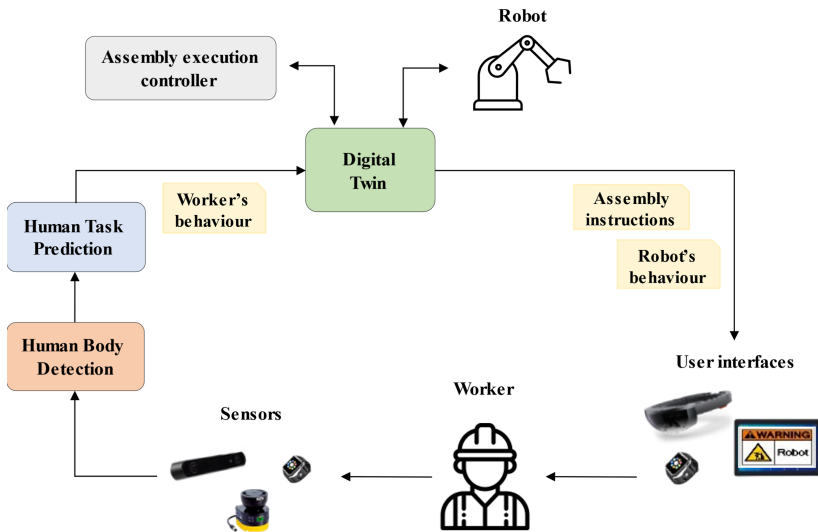 Robot
Assembly execution
controller
Digital
Twin
Worker's
behaviour
Assembly
instructions
Human Task
Prediction
Robot's
behaviour
Human Body
Detection
User interfaces
Worker
Sensors
WARNING
Robot